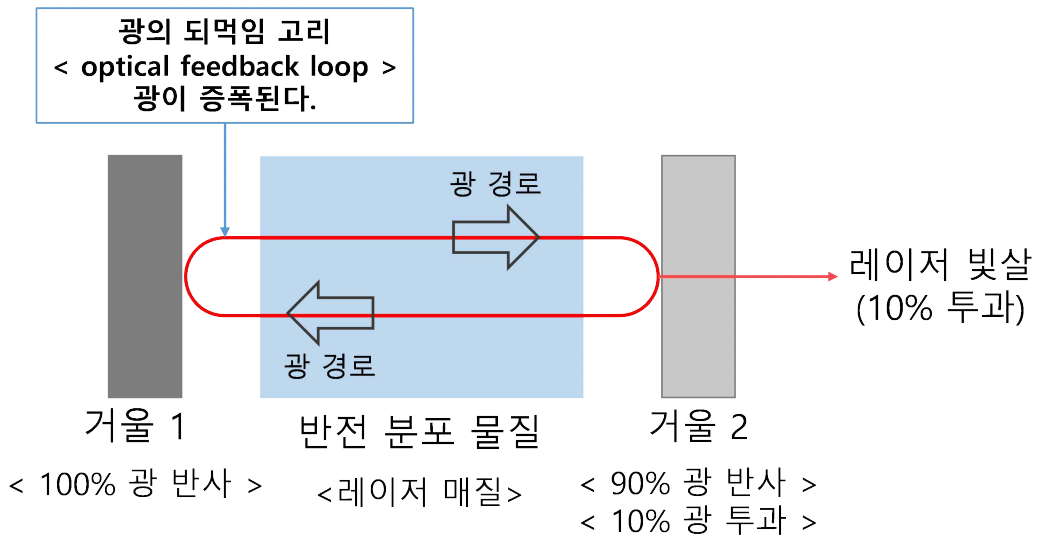 광의 되먹임 고리
< optical feedback loop >
광이 증폭된다.
광 경로
레이저 빛살
(10% 투과)
광 경로
거울 1
반전 분포 물질
거울 2
< 100% 광 반사 >
<레이저 매질>
< 90% 광 반사 >
< 10% 광 투과 >